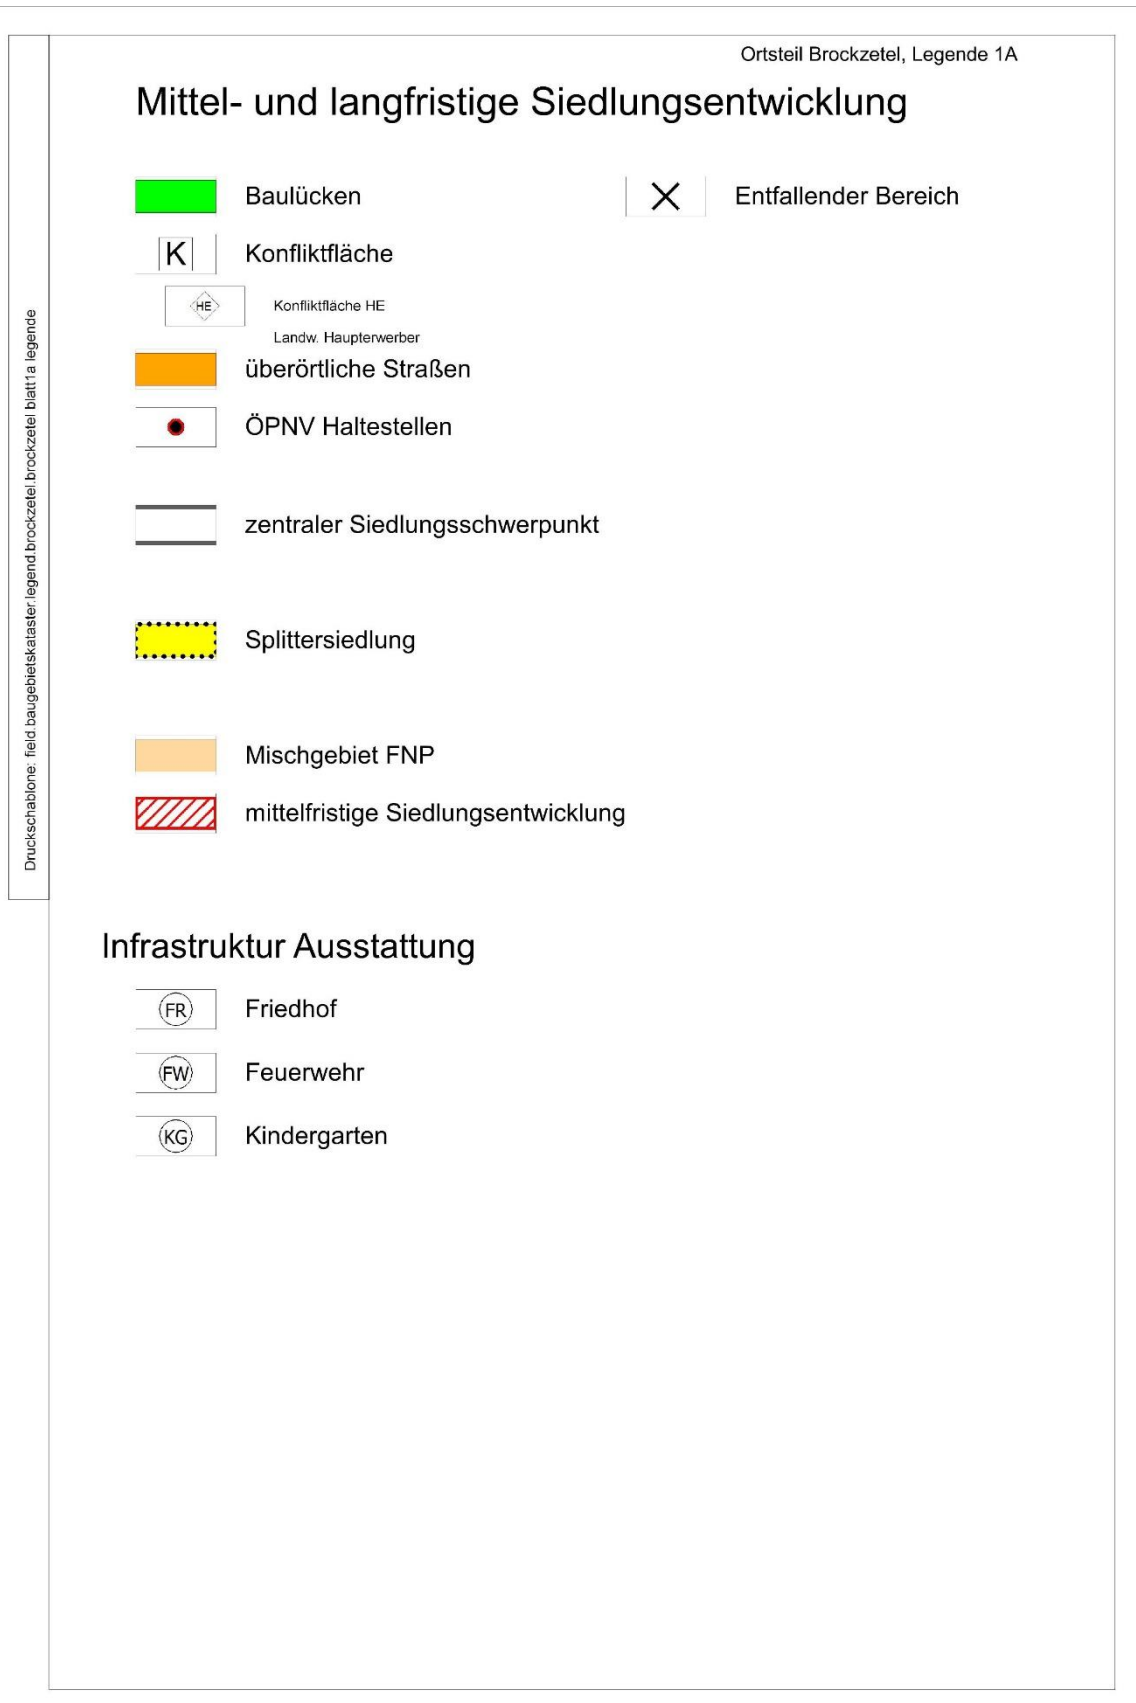 Ortsteil Brockzetel, Legende 1A
Mittel- und langfristige Siedlungsentwicklung
Baulücken
Entfallender Bereich
K Konfliktfläche
HE Konfliktfläche HE
Landw. Haupterwerber
überörtliche Straßen
ÖPNV Haltestellen
zentraler Siedlungsschwerpunkt
Splittersiedlung
Mischgebiet FNP
mittelfristige Siedlungsentwicklung
Infrastruktur Ausstattung
FR Friedhof
FW Feuerwehr
KG Kindergarten
Druckschablone: field.baugebietskataster.legend.brockzetel.brockzetel blatt1a legende